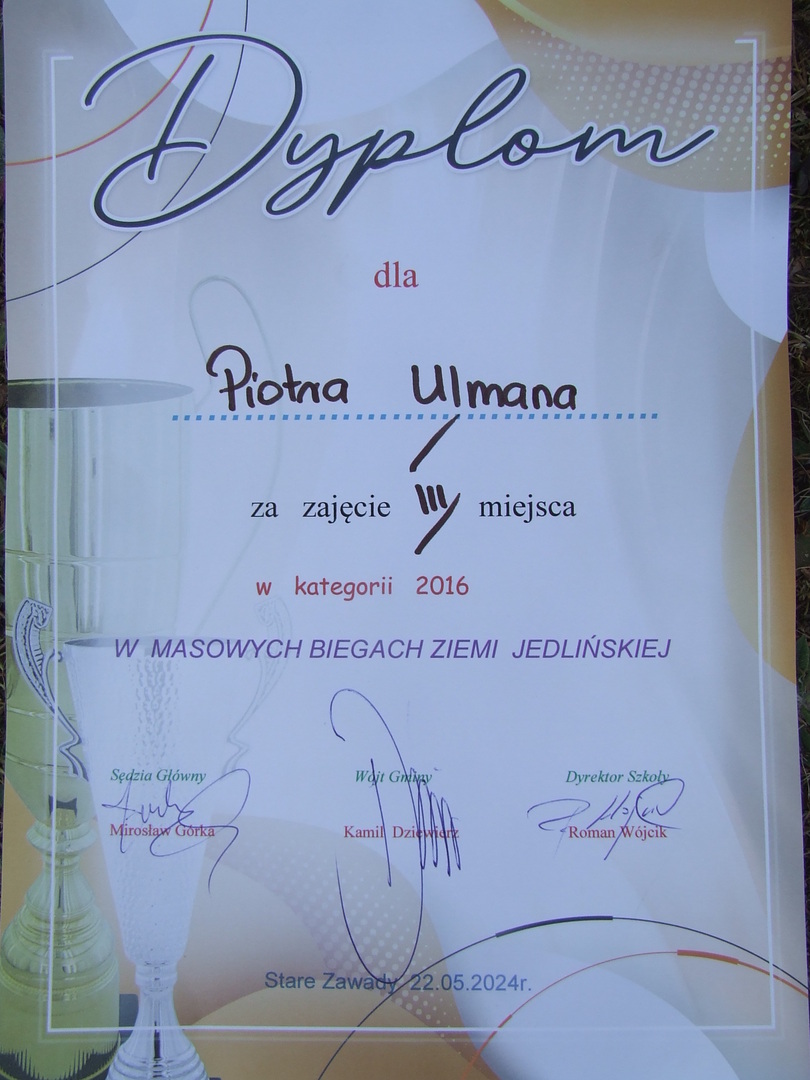 Dyplom
dla
Piotra Ulmana
za zajęcie III miejsca
w kategorii 2016
W MASOWYCH BIEGACH ZIEMI JEDLIŃSKIEJ
Sędzia Główny Wójt Gminy Dyrektor Szkoły
Mirosław Górka Kamil Dziewierz Roman Wójcik
Stare Zawady 22.05.2024r.